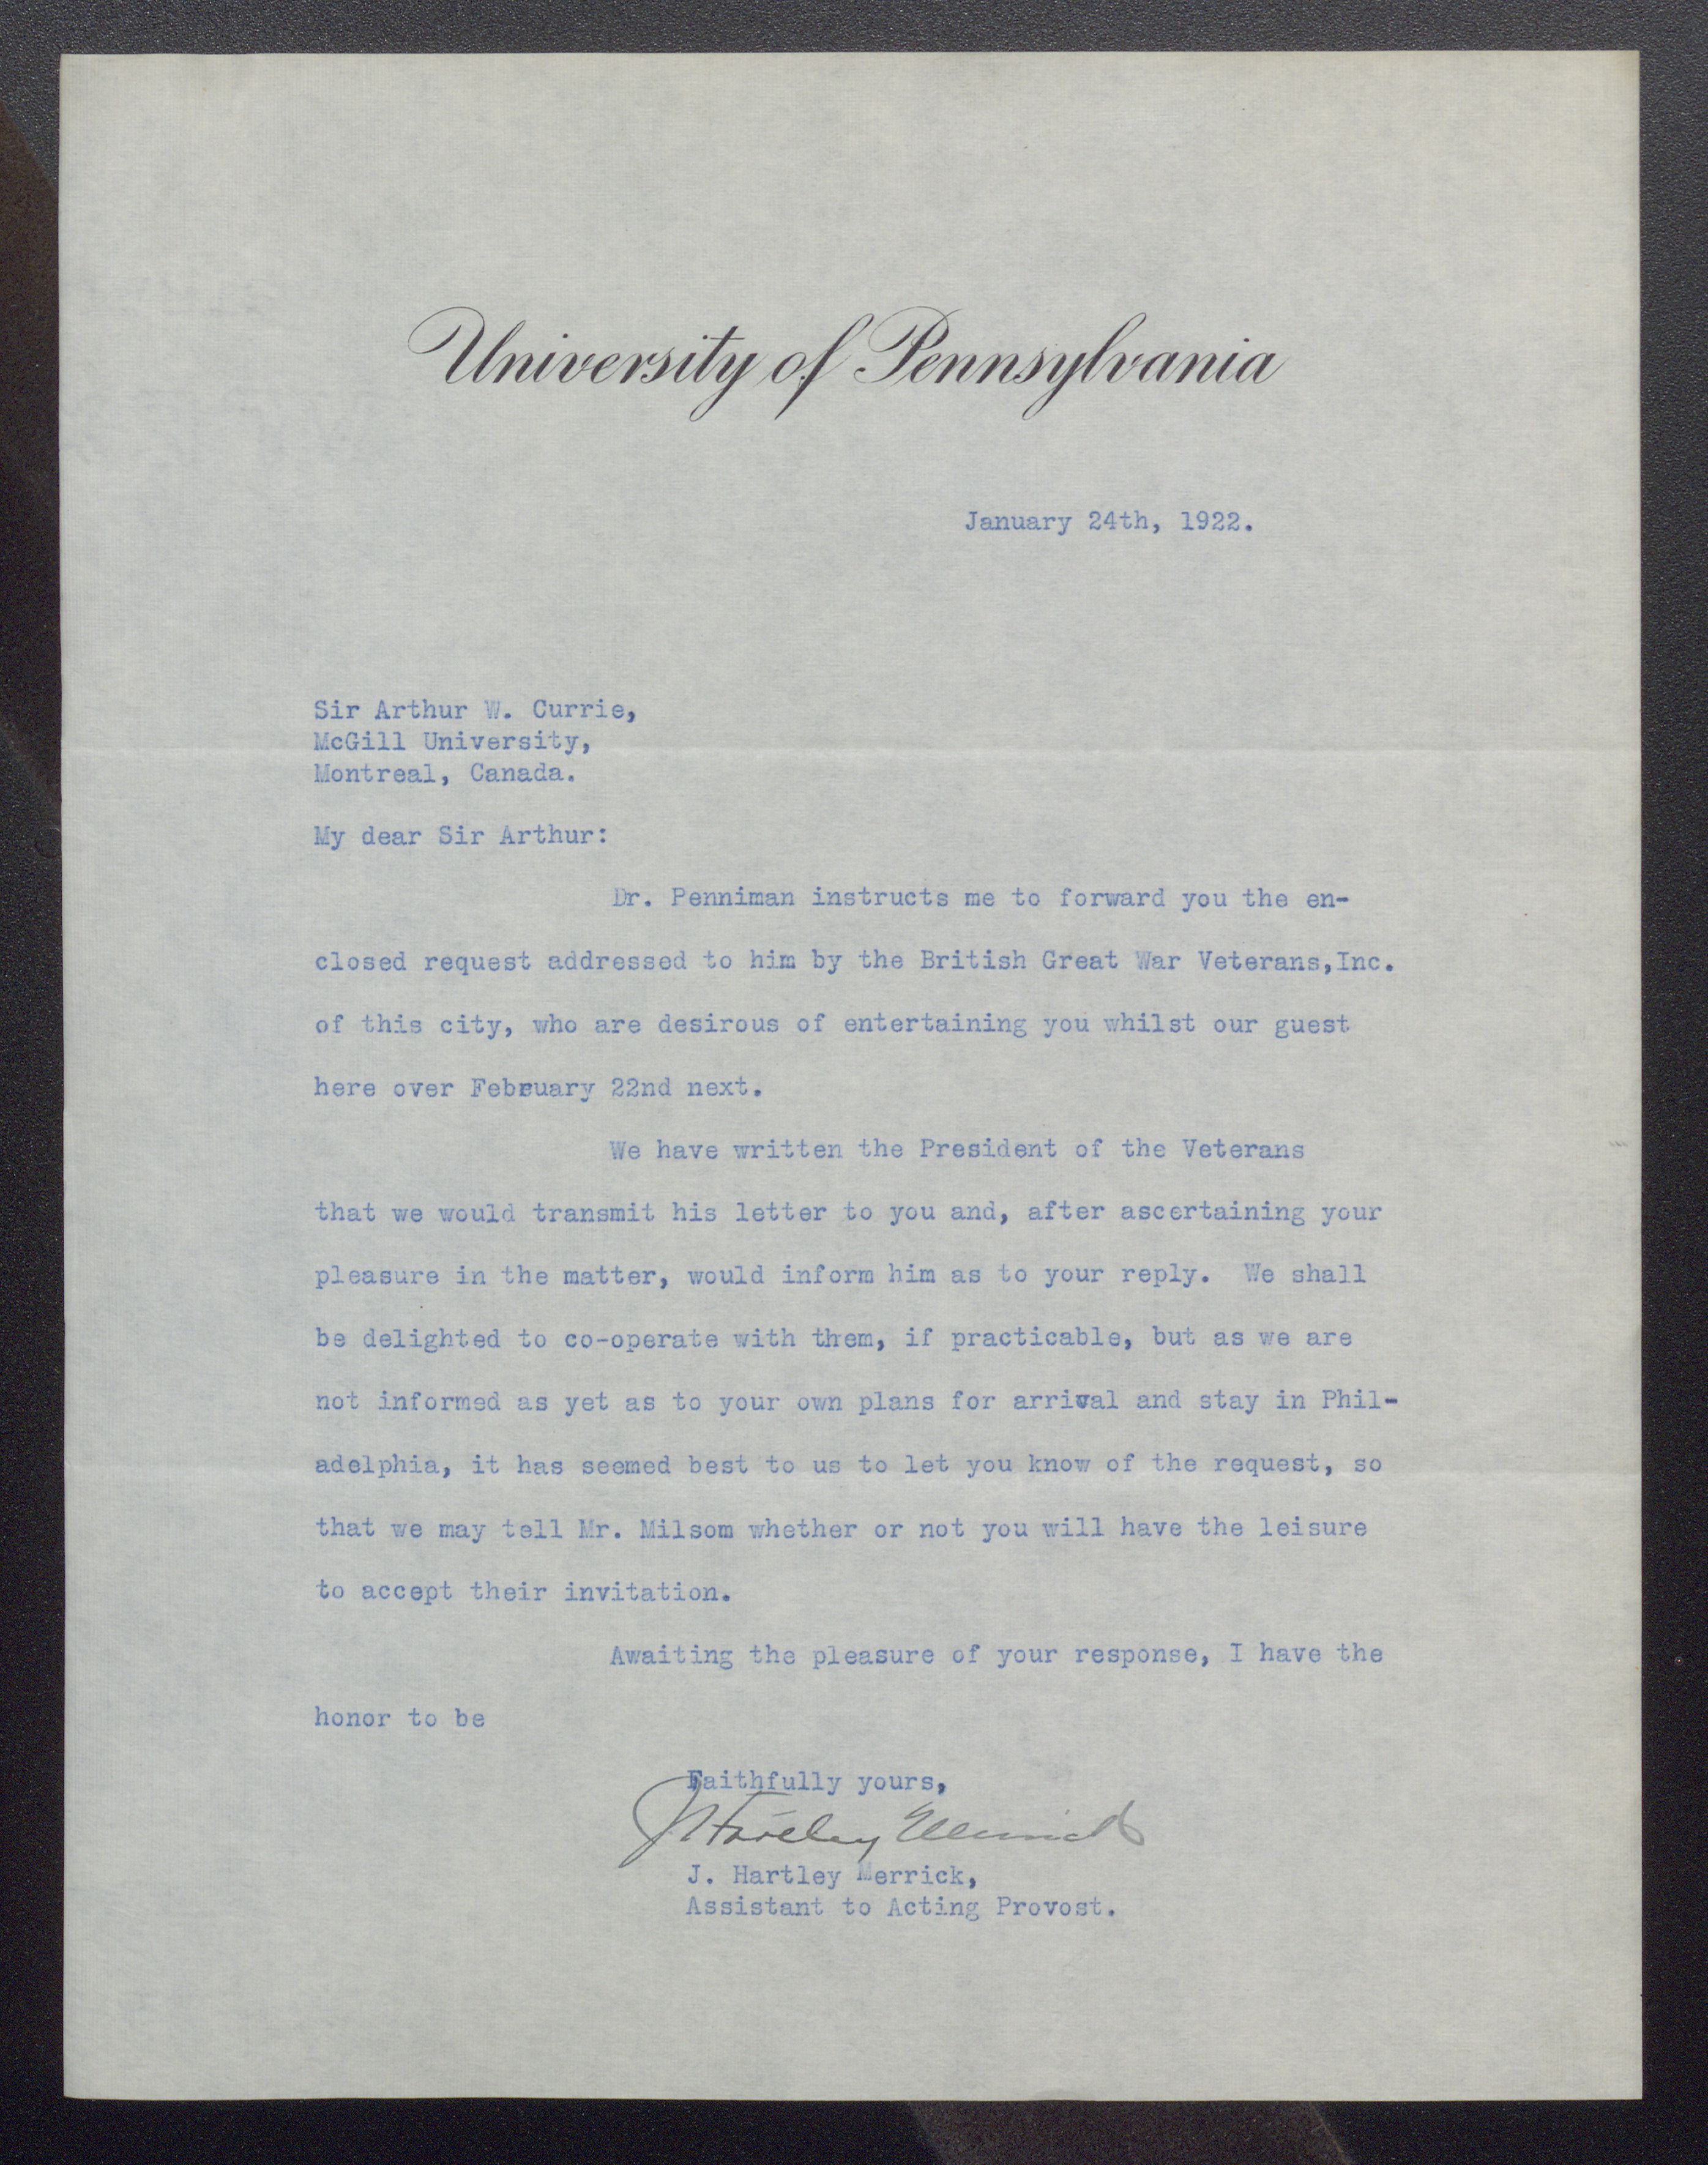 University of Pennsylvania
January 24th, 1922.
Sir Arthur W. Currie,
McGill University,
Montreal, Canada.
My dear Sir Arthur:
Dr. Penniman instructs me to forward you the en-
closed request addressed to him by the British Great War Veterans,Inc.
of this city, who are desirous of entertaining you whilst our guest
here over February 22nd next.
We have written the President of the Veterans
that we would transmit his letter to you and, after ascertaining your
pleasure in the matter, would inform him as to your reply. We shall
be delighted to co-operate with them, if practicable, but as we are
not informed as yet as to your own plans for arrival and stay in Phil-
adelphia, it has seemed best to us to let you know of the request, so
that we may tell Mr. Milsom whether or not you will have the leisure
to accept their invitation.
Awaiting the pleasure of your response, I have the
honor to be
Faithfully yours,
J Hartley Merrick
J. Hartley Merrick,
Assistant to Acting Provost.